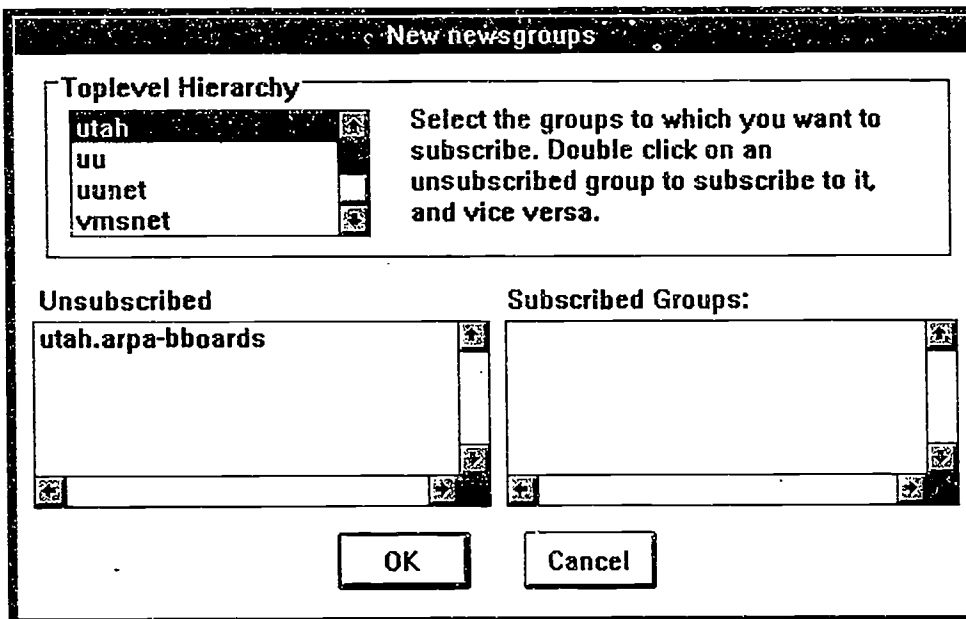 New newsgroups
Toplevel Hierarchy
utah
uu
uunet
vmsnet
Select the groups to which you want to
subscribe. Double click on an
unsubscribed group to subscribe to it,
and vice versa.
Unsubscribed
utah.arpa-bboards
Subscribed Groups:
OK
Cancel